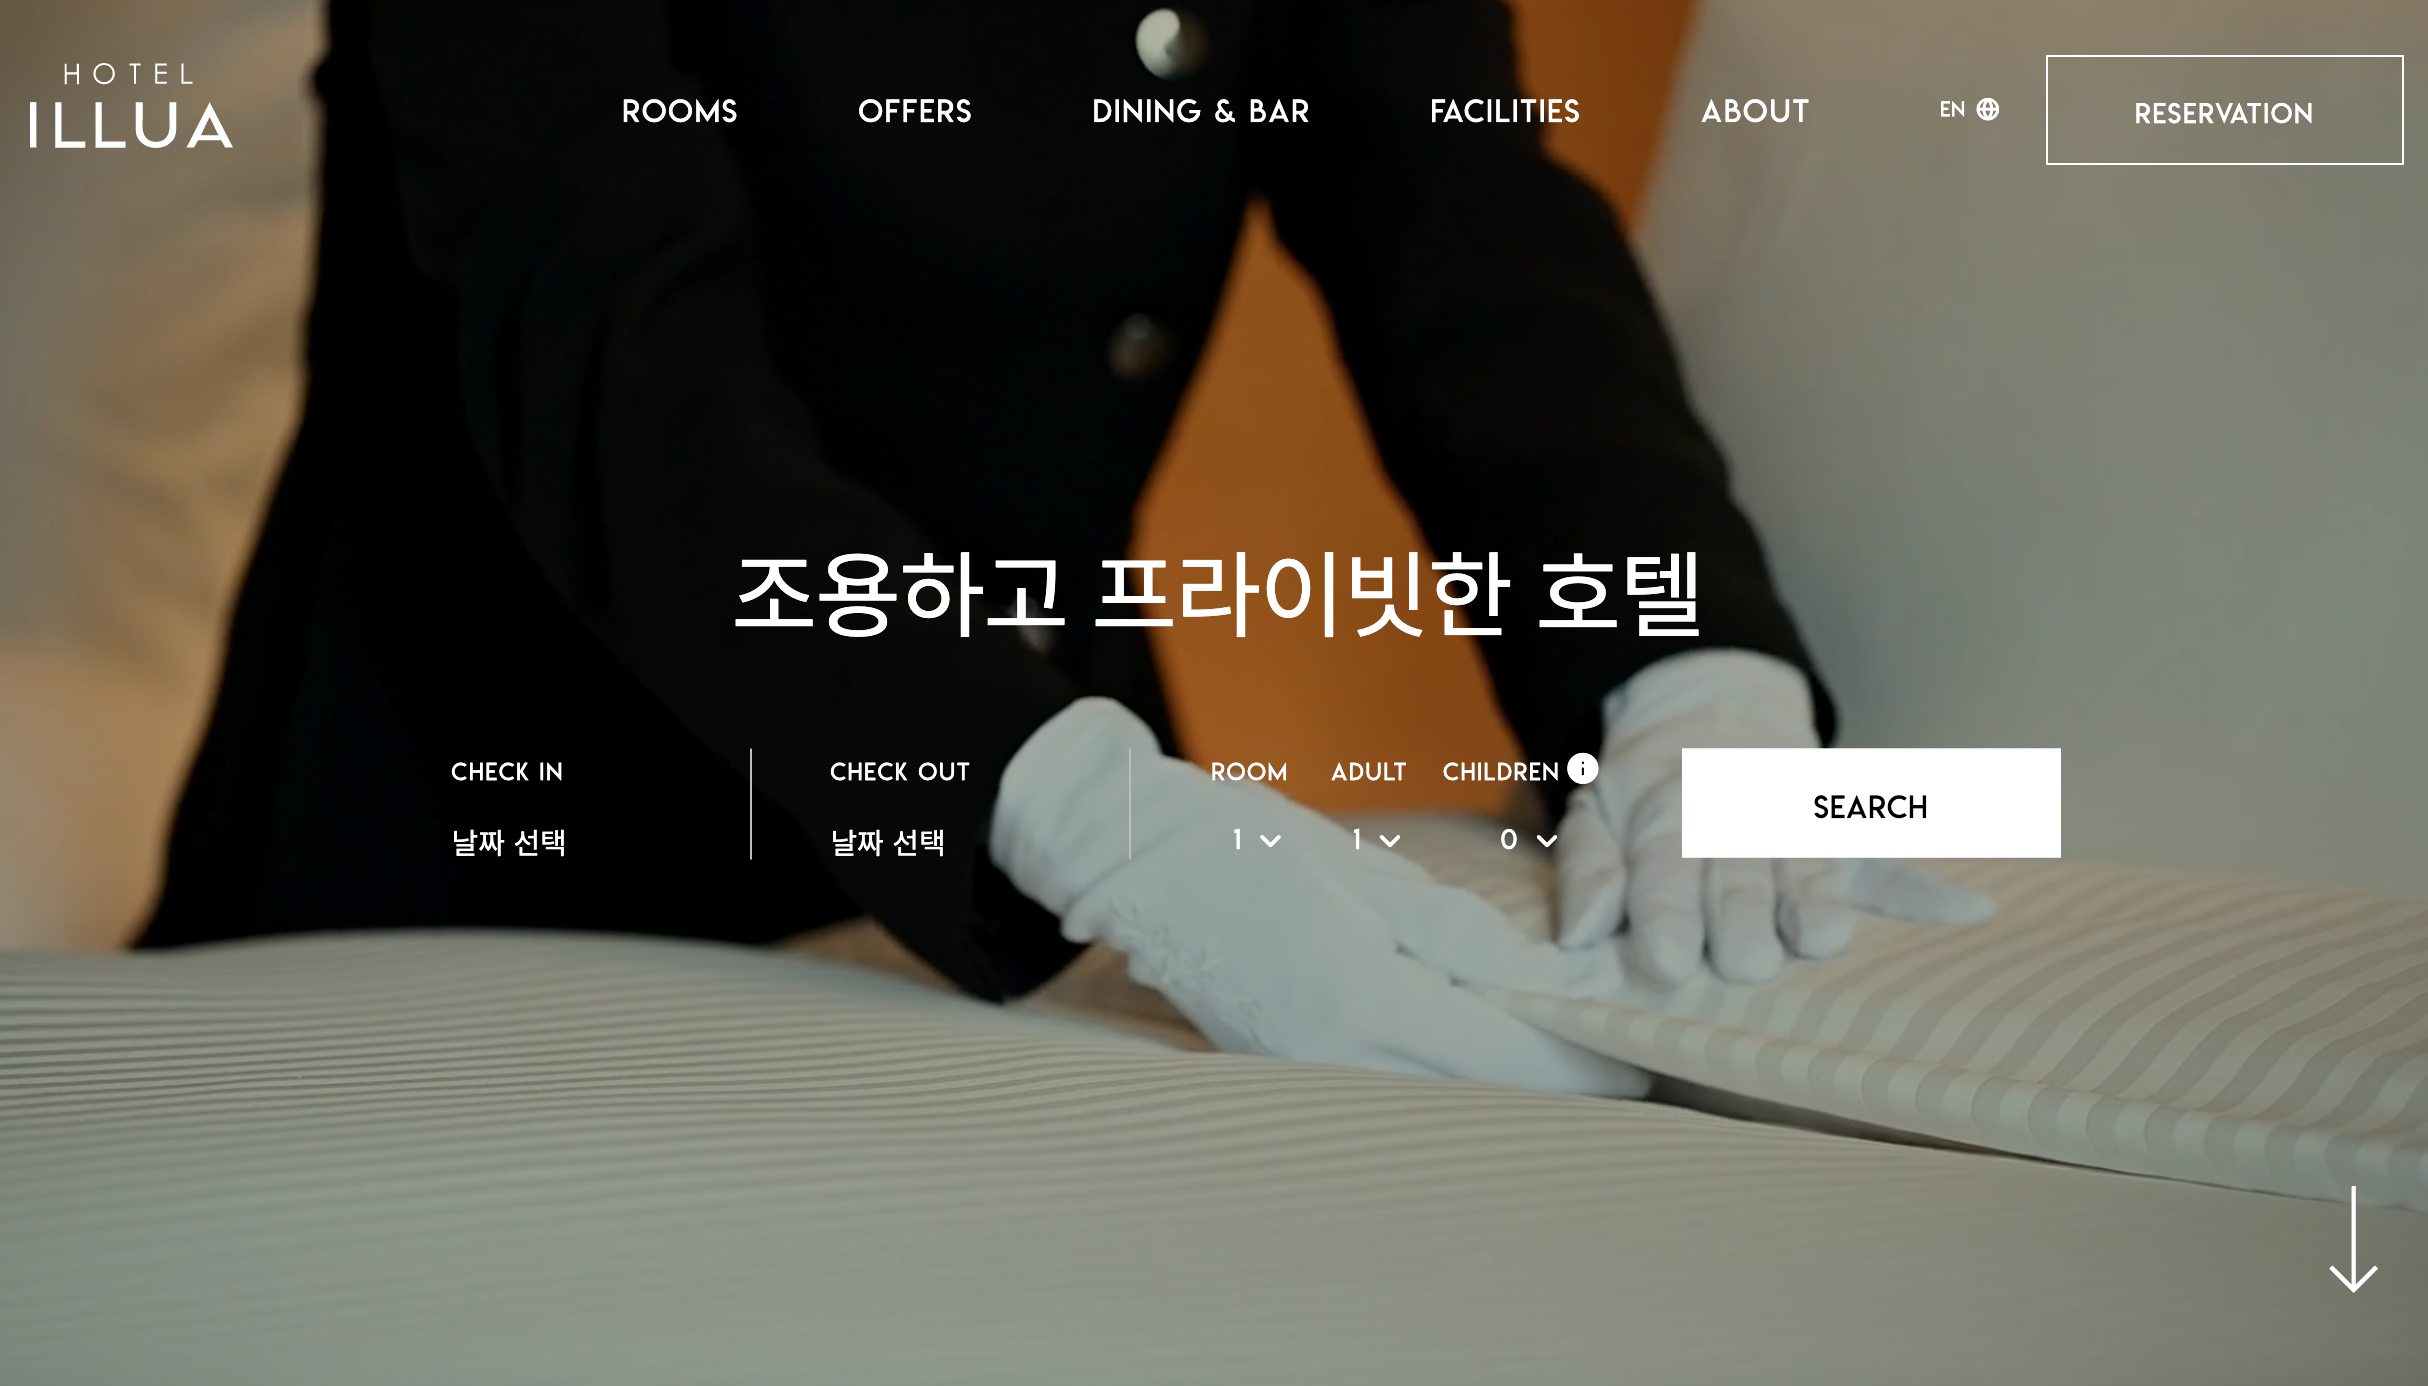 HOTEL
ILLUA
ROOMS OFFERS DINING & BAR FACILITIES ABOUT EN RESERVATION
조용하고 프라이빗한 호텔
CHECK IN CHECK OUT ROOM ADULT CHILDREN i
날짜 선택 날짜 선택 1 1 0
SEARCH